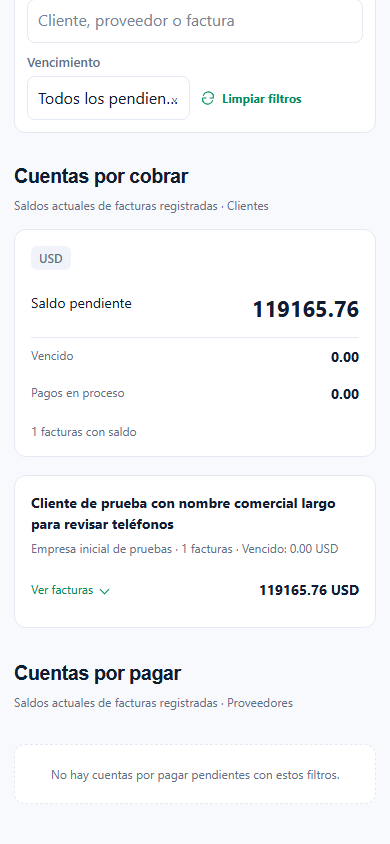 Cliente, proveedor o factura
Vencimiento
Todos los pendien...
Limpiar filtros
Cuentas por cobrar
Saldos actuales de facturas registradas · Clientes
USD
Saldo pendiente
119165.76
Vencido
0.00
Pagos en proceso
0.00
1 facturas con saldo
Cliente de prueba con nombre comercial largo
para revisar teléfonos
Empresa inicial de pruebas · 1 facturas · Vencido: 0.00 USD
Ver facturas
119165.76 USD
Cuentas por pagar
Saldos actuales de facturas registradas · Proveedores
No hay cuentas por pagar pendientes con estos filtros.